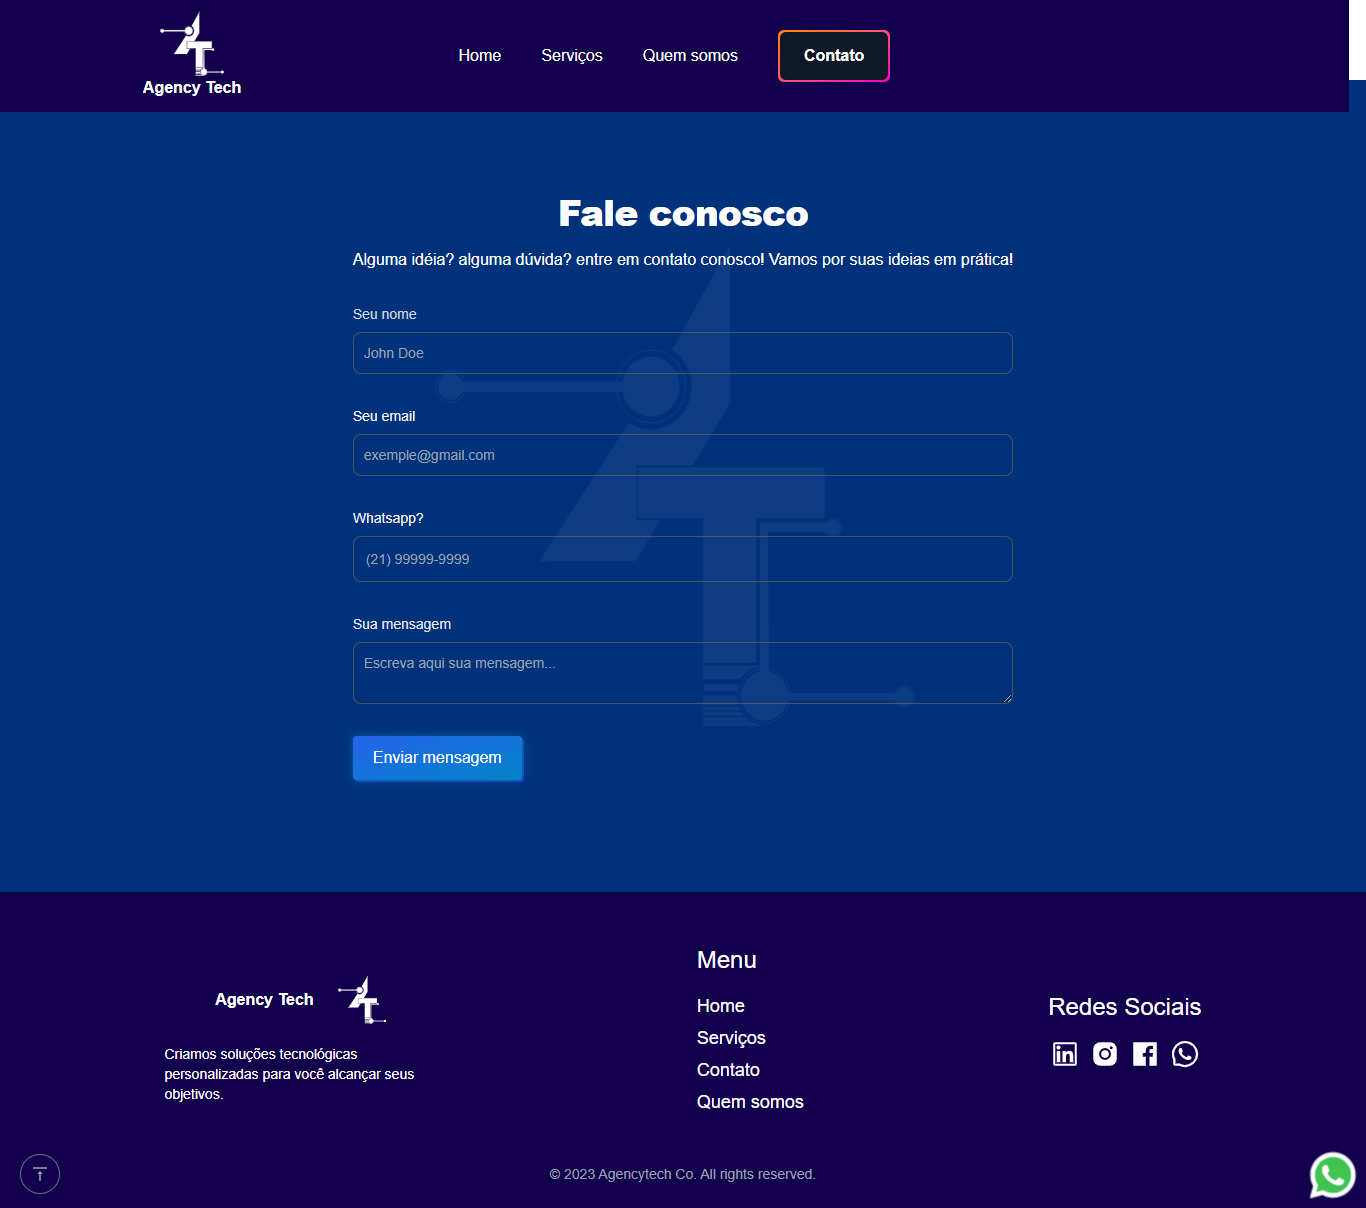 Agency Tech
Home
Serviços
Quem somos
Contato
Fale conosco
Alguma idéia? alguma dúvida? entre em contato conosco! Vamos por suas ideias em prática!
Seu nome
John Doe
Seu email
exemple@gmail.com
Whatsapp?
(21) 99999-9999
Sua mensagem
Escreva aqui sua mensagem...
Enviar mensagem
Agency Tech
Criamos soluções tecnológicas
personalizadas para você alcançar seus
objetivos.
Menu
Home
Serviços
Contato
Quem somos
Redes Sociais
© 2023 Agencytech Co. All rights reserved.